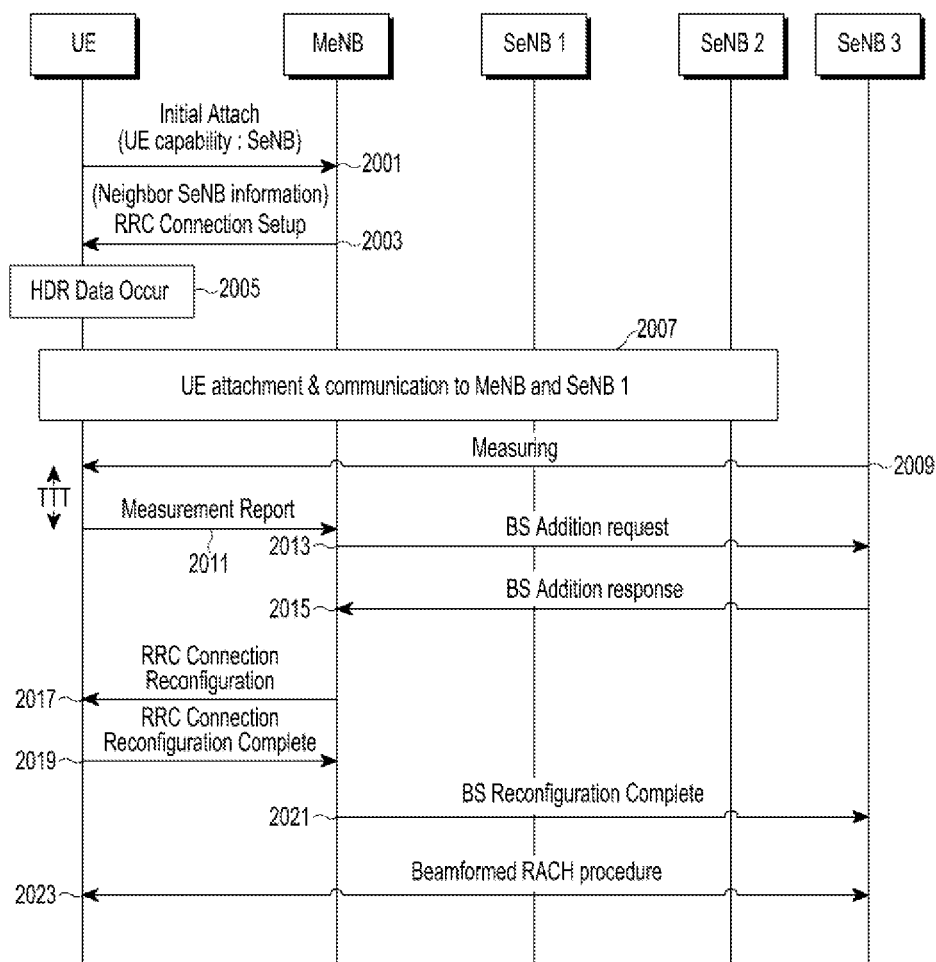 UE
MeNB
SeNB 1
SeNB 2
SeNB 3
Initial Attach
(UE capability : SeNB)
2001
(Neighbor SeNB information)
RRC Connection Setup
2003
HDR Data Occur
2005
2007
UE attachment & communication to MeNB and SeNB 1
Measuring
2009
TTT
Measurement Report
2011
2013
BS Addition request
BS Addition response
2015
RRC Connection
Reconfiguration
2017
RRC Connection
Reconfiguration Complete
2019
BS Reconfiguration Complete
2021
Beamformed RACH procedure
2023